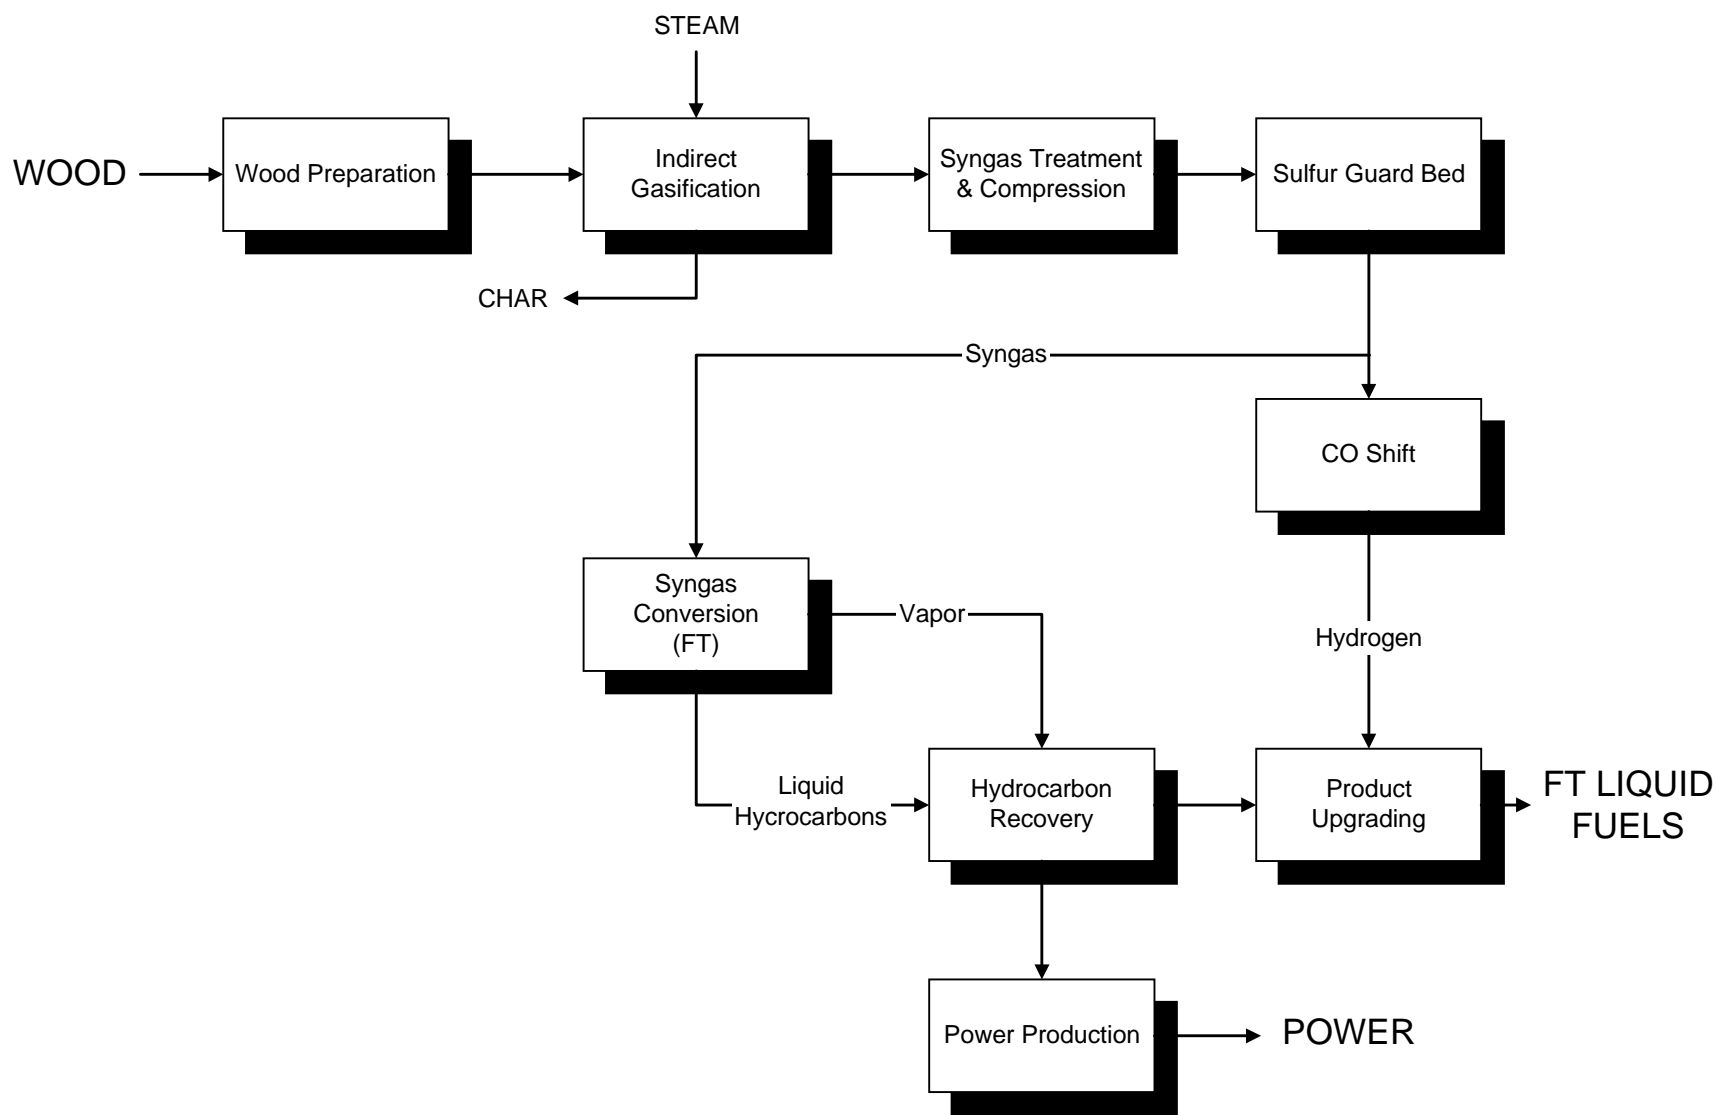 STEAM
WOOD
Wood Preparation
Indirect
Gasification
Syngas Treatment
& Compression
Sulfur Guard Bed
CHAR
Syngas
CO Shift
Syngas
Conversion
(FT)
Vapor
Hydrogen
Liquid
Hycrocarbons
Hydrocarbon
Recovery
Product
Upgrading
FT LIQUID
FUELS
Power Production
POWER